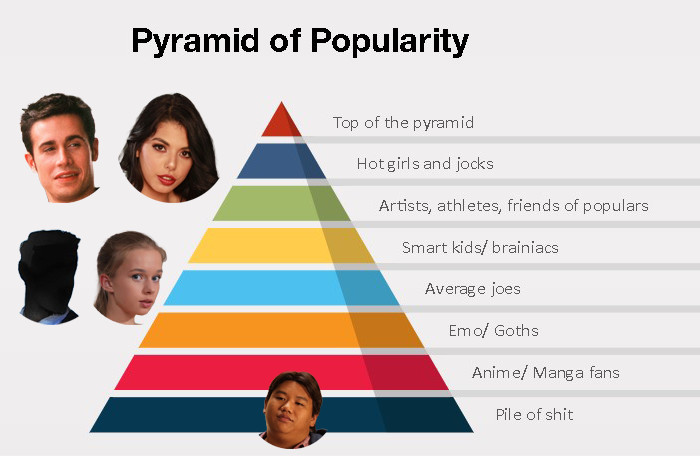 Pyramid of Popularity
Top of the pyramid
Hot girls and jocks
Artists, athletes, friends of populars
Smart kids/ brainiacs
Average joes
Emo/ Goths
Anime/ Manga fans
Pile of shit